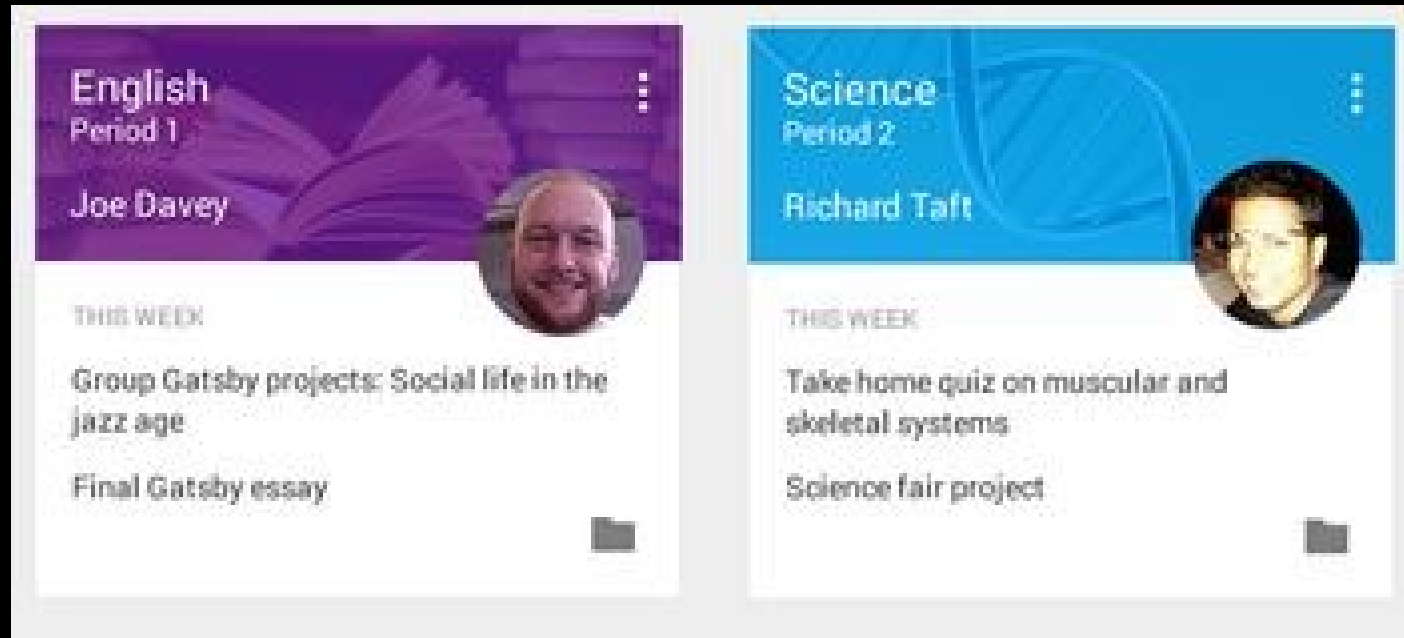 English
Period 1
Joe Davey
THIS WEEK
Group Gatsby projects: Social life in the
jazz age
Final Gatsby essay
Science
Period 2
Richard Taft
THIS WEEK
Take home quiz on muscular and
skeletal systems
Science fair project